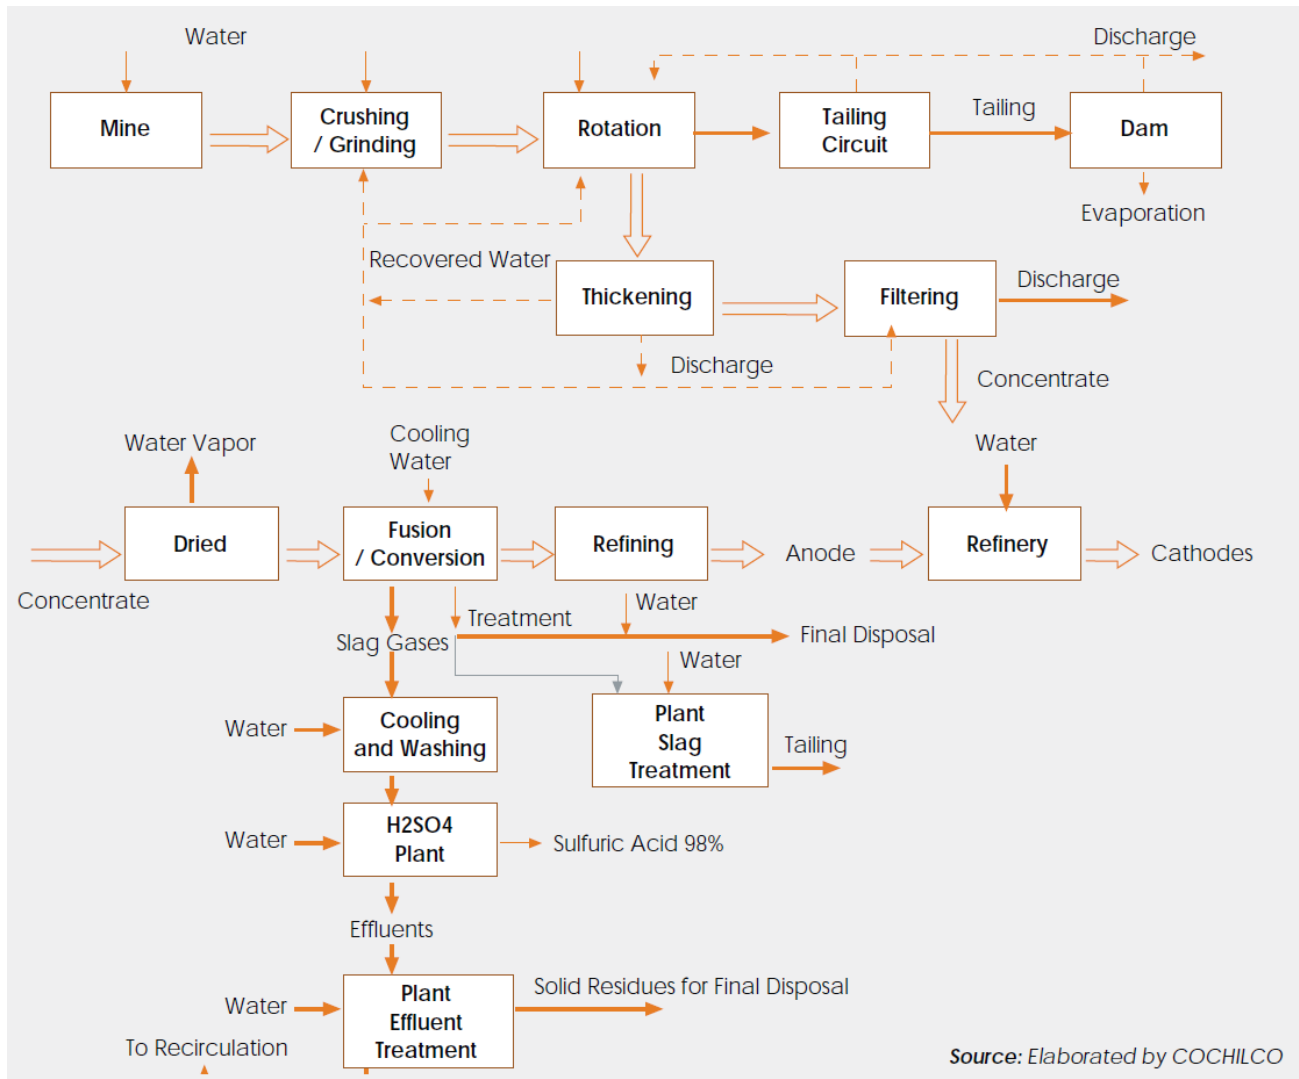 Water
Discharge
Mine
Crushing
/ Grinding
Rotation
Tailing
Circuit
Tailing
Dam
Evaporation
Recovered Water
Thickening
Filtering
Discharge
Discharge
Concentrate
Water Vapor
Cooling
Water
Water
Dried
Fusion
/ Conversion
Refining
Anode
Refinery
Cathodes
Concentrate
Treatment
Water
Slag Gases
Final Disposal
Water
Water
Cooling
and Washing
Plant
Slag
Treatment
Tailing
Water
H2SO4
Plant
Sulfuric Acid 98%
Effluents
Water
Plant
Effluent
Treatment
Solid Residues for Final Disposal
To Recirculation
Source: Elaborated by COCHILCO